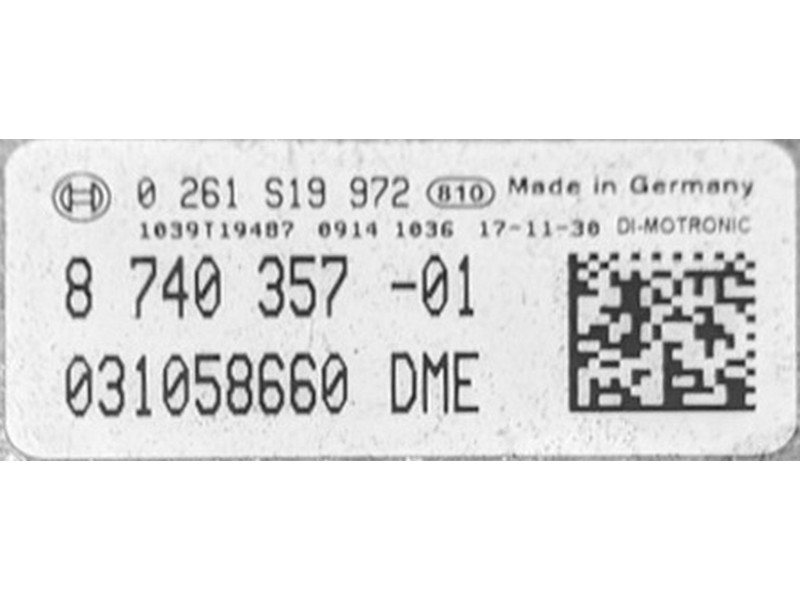 0 261 S19 972 810 Made in Germany
1039T19487 0914 1036 17-11-30 DI-MOTRONIC
8 740 357 -01
031058660 DME